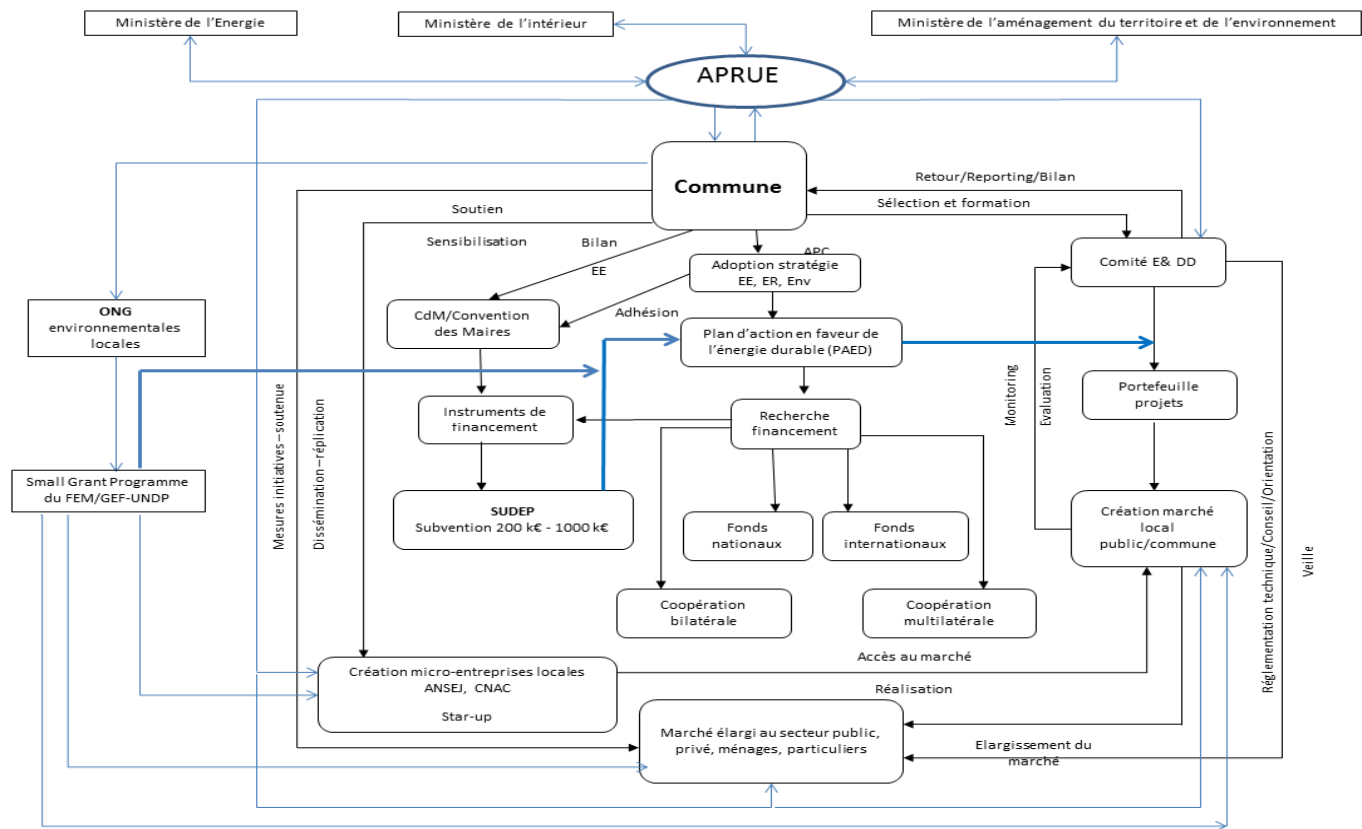 Ministère de l'Energie
Ministère de l'intérieur
Ministère de l'aménagement du territoire et de l'environnement
APRUE
Commune
Retour/Reporting/Bilan
Sélection et formation
Soutien
Sensibilisation
Bilan
EE
APC
Adoption stratégie
EE, ER, Env
Comité E& DD
ONG
environnementales
locales
CdM/Convention
des Maires
Adhésion
Plan d'action en faveur de
l'énergie durable (PAED)
Monitoring
Evaluation
Portefeuille
projets
Instruments de
financement
Recherche
financement
Small Grant Programme
du FEM/GEF-UNDP
Mesures initiatives – soutenue
Dissémination – réplication
SUDEP
Subvention 200 k€ - 1000 k€
Fonds
nationaux
Fonds
internationaux
Création marché
local
public/commune
Réglementation technique/Conseil/Orientation
Veille
Coopération
bilatérale
Coopération
multilatérale
Accès au marché
Création micro-entreprises locales
ANSEJ, CNAC
Star-up
Réalisation
Marché élargi au secteur public,
privé, ménages, particuliers
Elargissement du
marché